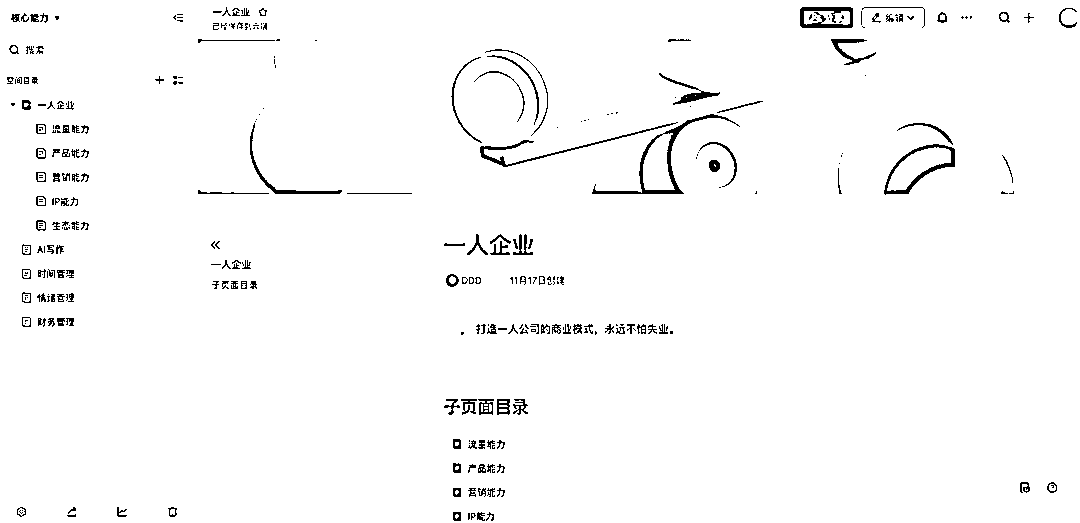 核心能力
搜索
空间目录
一人企业
流量能力
产品能力
营销能力
IP能力
生态能力
AI写作
时间管理
情绪管理
财务管理
一人企业
已经保存到云端
编辑
一人企业
子页面目录
一人企业
DDD 11月17日创建
打造一人公司的商业模式，永远不怕失业。
子页面目录
流量能力
产品能力
营销能力
IP能力